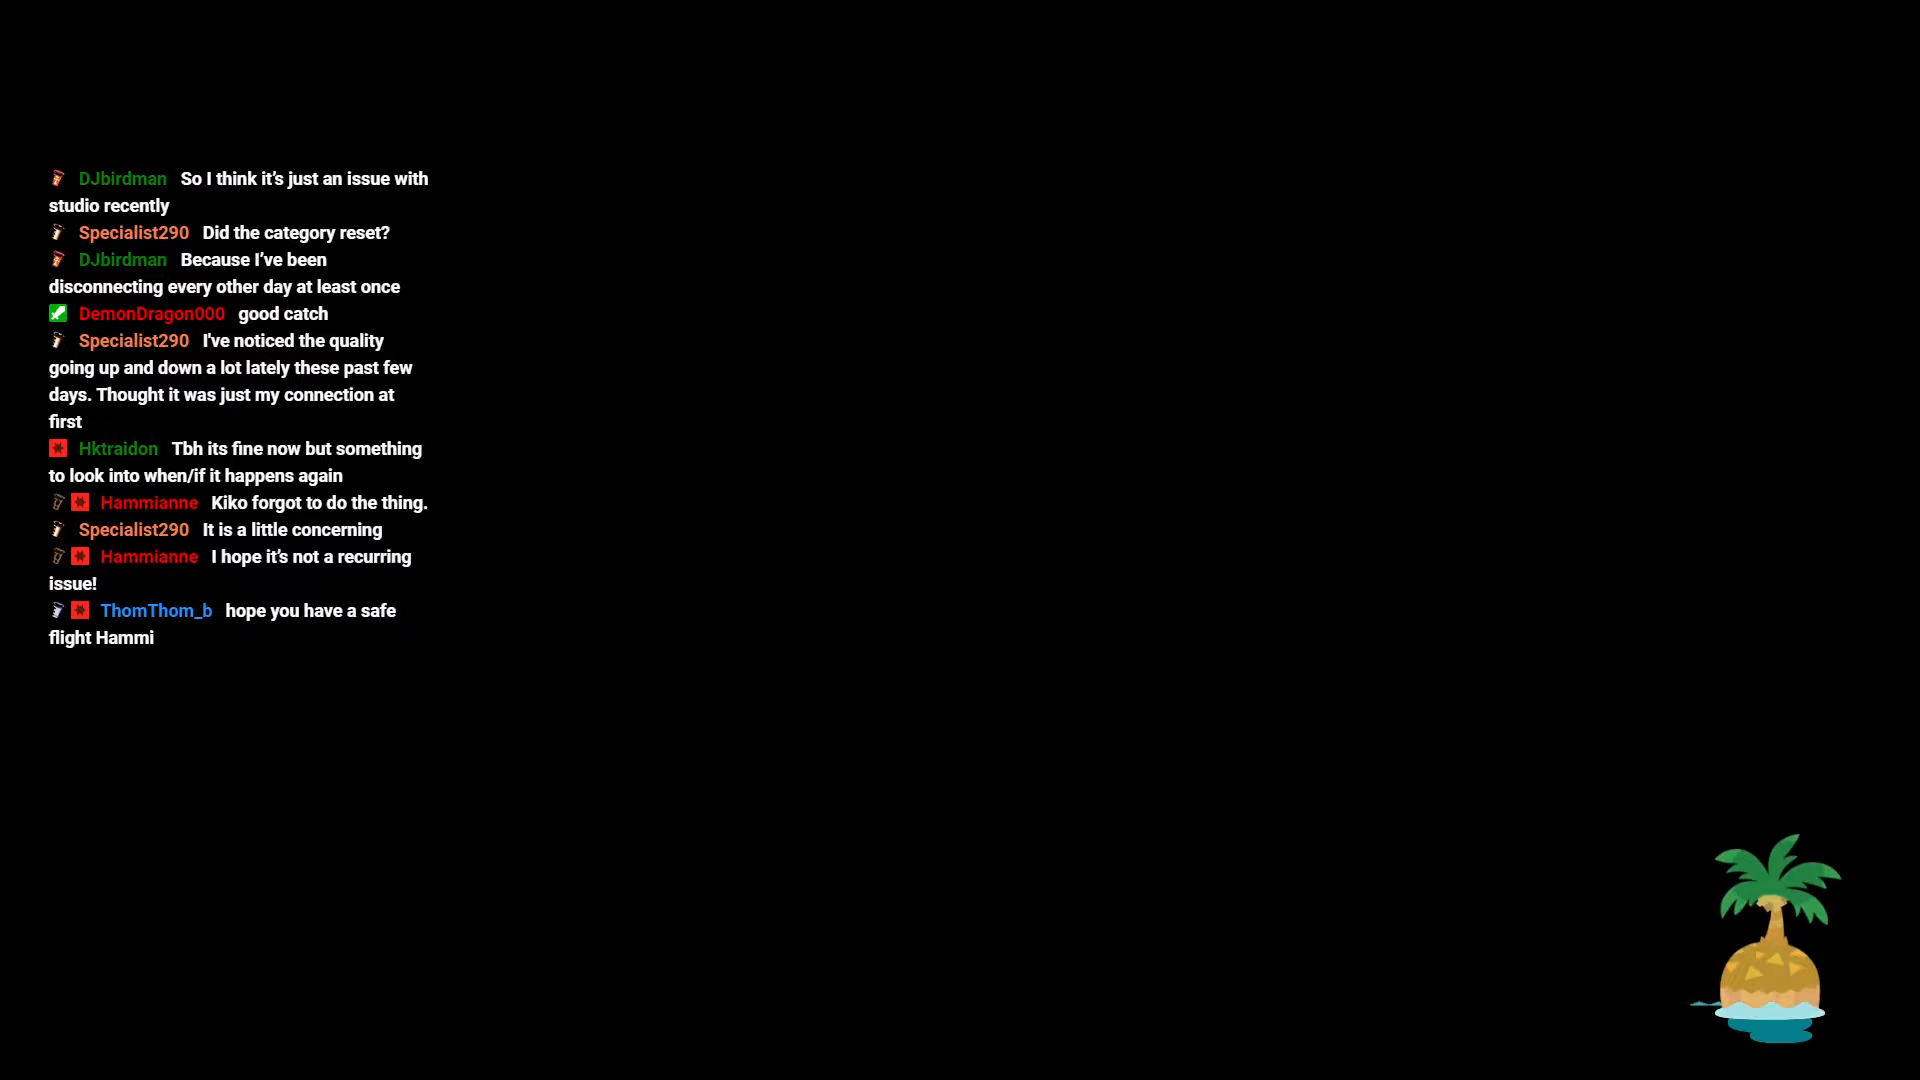 DJbirdman So I think it’s just an issue with
studio recently
Specialist290 Did the category reset?
DJbirdman Because I’ve been
disconnecting every other day at least once
DemonDragon000 good catch
Specialist290 I've noticed the quality
going up and down a lot lately these past few
days. Thought it was just my connection at
first
Hktraidon Tbh its fine now but something
to look into when/if it happens again
Hammianne Kiko forgot to do the thing.
Specialist290 It is a little concerning
Hammianne I hope it’s not a recurring
issue!
ThomThom_b hope you have a safe
flight Hammi